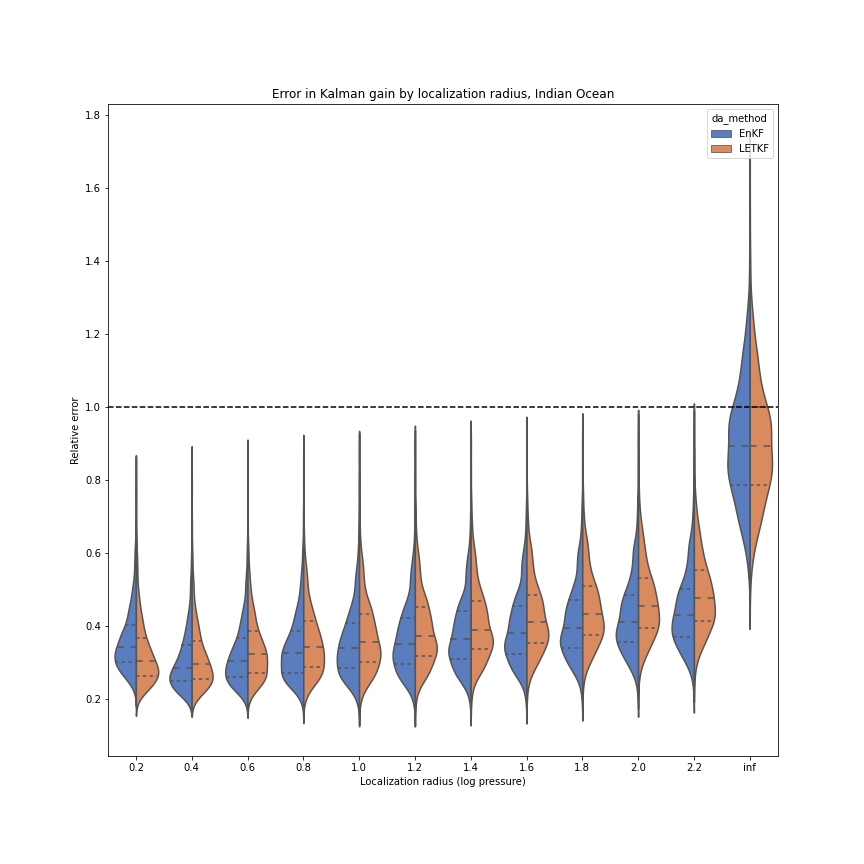 Error in Kalman gain by localization radius, Indian Ocean
da_method
EnKF
LETKF
1.8
1.6
1.4
1.2
1.0
0.8
0.6
0.4
0.2
Relative error
0.2 0.4 0.6 0.8 1.0 1.2 1.4 1.6 1.8 2.0 2.2 inf
Localization radius (log pressure)